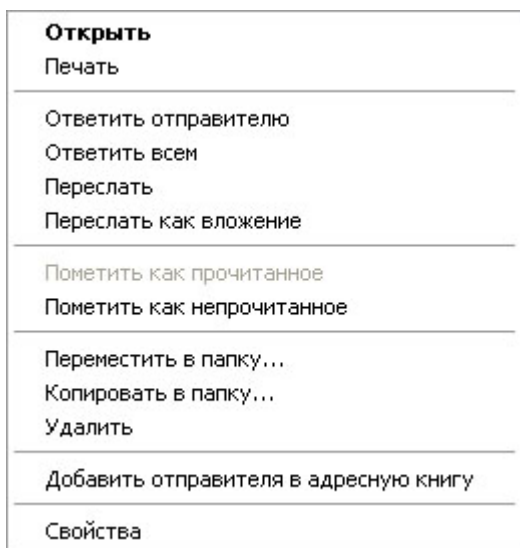 Открыть
Печать
Ответить отправителю
Ответить всем
Переслать
Переслать как вложение
Пометить как прочитанное
Пометить как непрочитанное
Переместить в папку...
Копировать в папку...
Удалить
Добавить отправителя в адресную книгу
Свойства